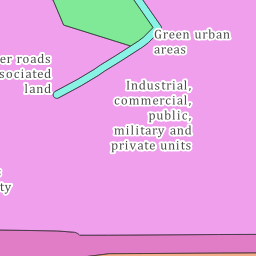 Green urban
areas
er roads
sociated
land
Industrial,
commercial,
public,
military and
private units
ty